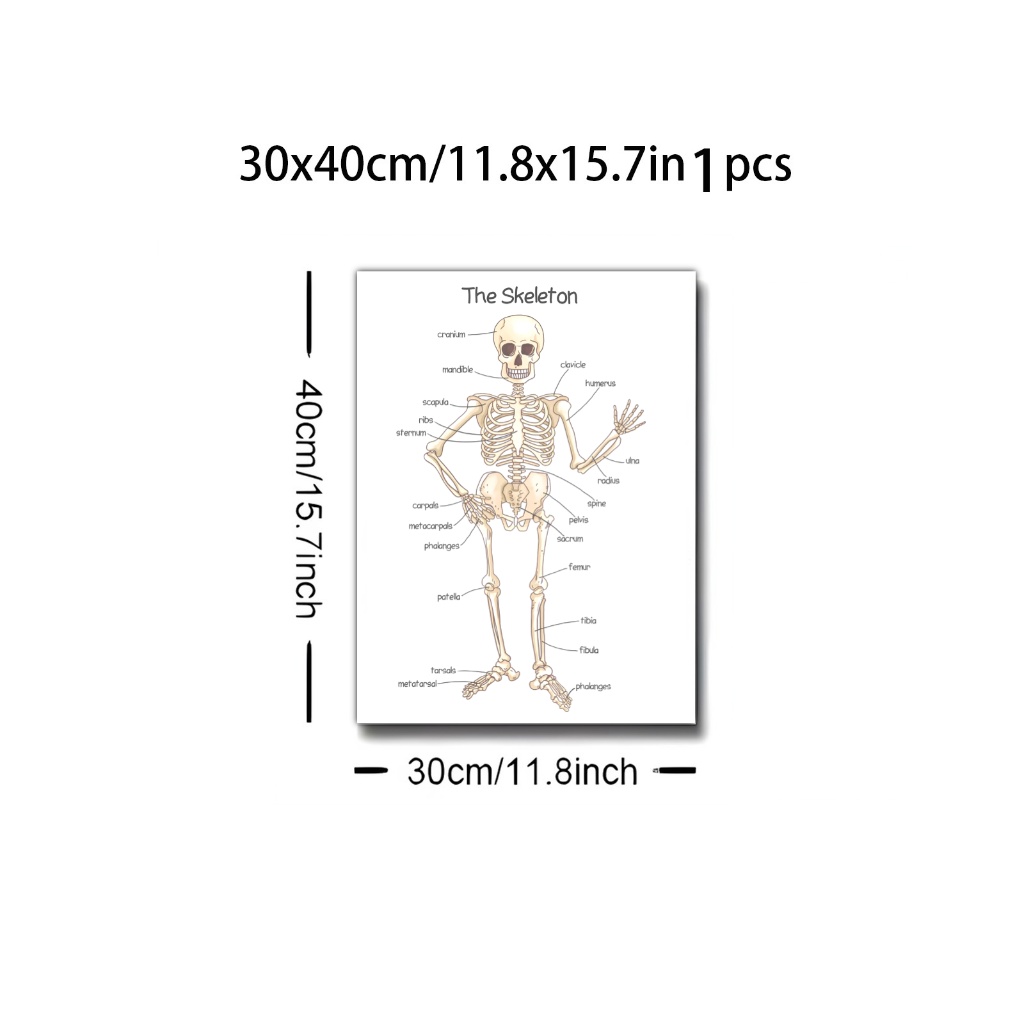 30x40cm/11.8x15.7in 1 pcs
40cm/15.7inch
The Skeleton
cranium
mandible
clavicle
humerus
scapula
ribs
sternum
ulna
radius
carpals
spine
metacarpals
pelvis
sacrum
phalanges
femur
patella
tibia
fibula
tarsals
metatarsal
phalanges
30cm/11.8inch